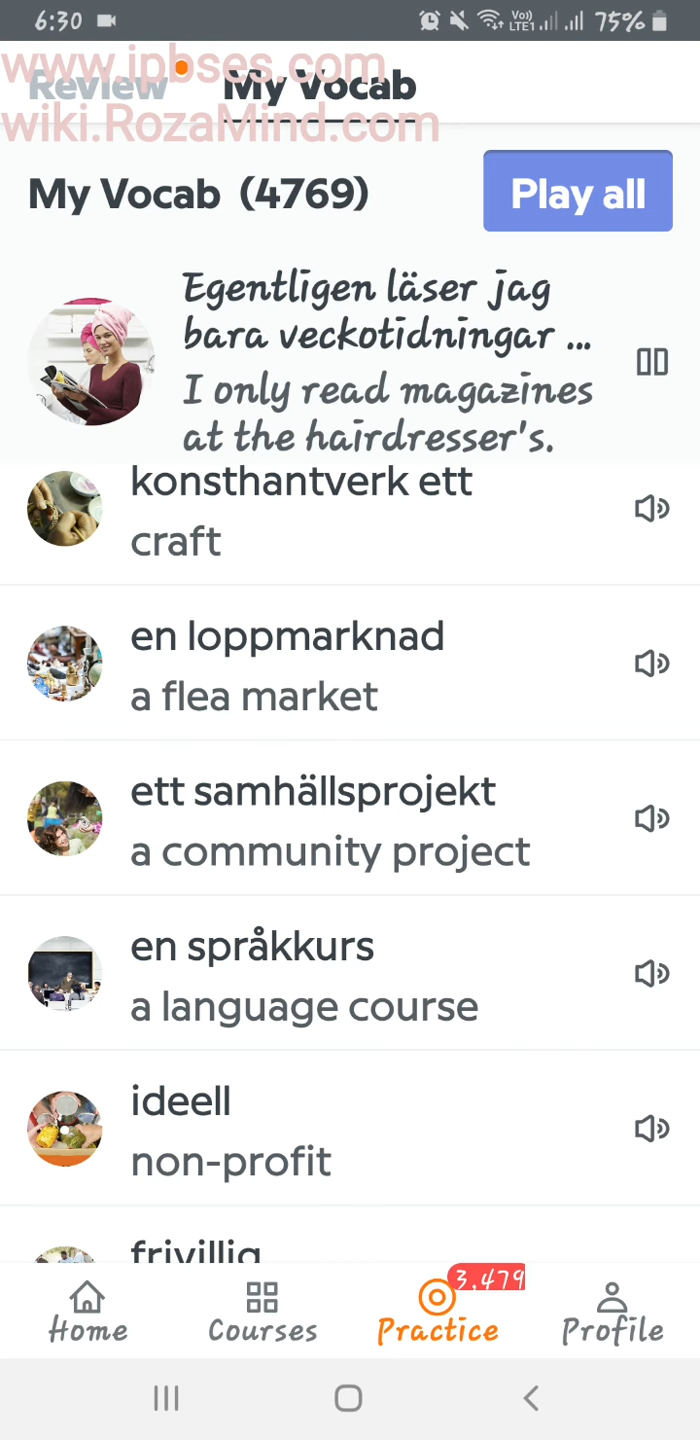 6:30
Vo))
LTE1
75%
www.ipbses.com
Review
My Vocab
wiki.RozaMind.com
My Vocab (4769)
Play all
Egentligen läser jag
bara veckotidningar ...
I only read magazines
at the hairdresser's.
konsthantverk ett
craft
en loppmarknad
a flea market
ett samhällsprojekt
a community project
en språkkurs
a language course
ideell
non-profit
frivillig
3,479
Home
Courses
Practice
Profile